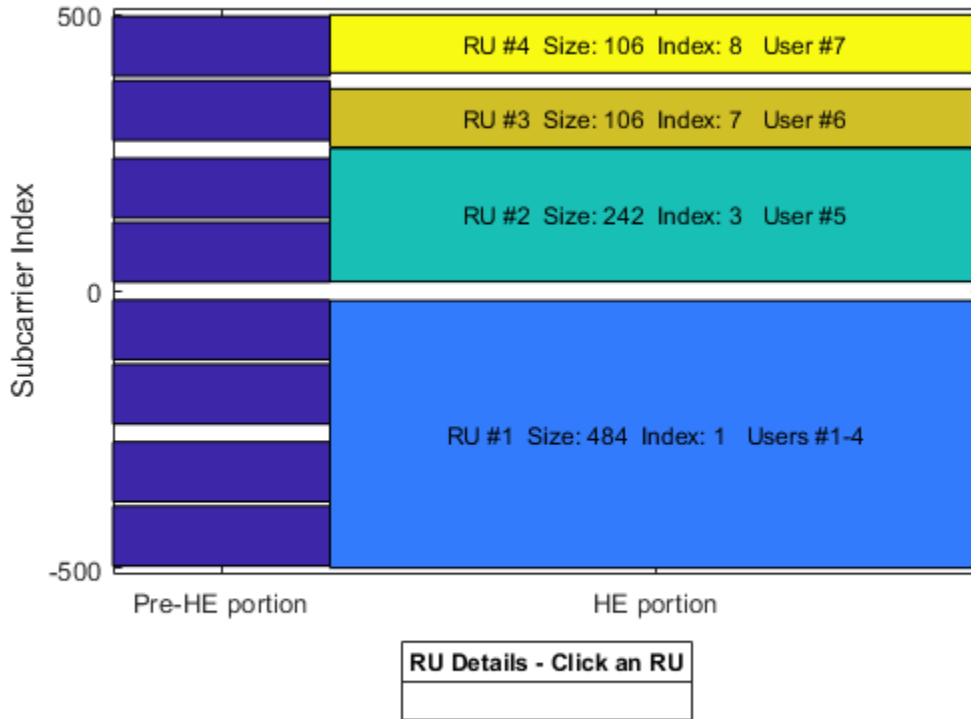 500
RU #4 Size: 106 Index: 8 User #7
RU #3 Size: 106 Index: 7 User #6
RU #2 Size: 242 Index: 3 User #5
Subcarrier Index
0
RU #1 Size: 484 Index: 1 Users #1-4
-500
Pre-HE portion
HE portion
RU Details - Click an RU